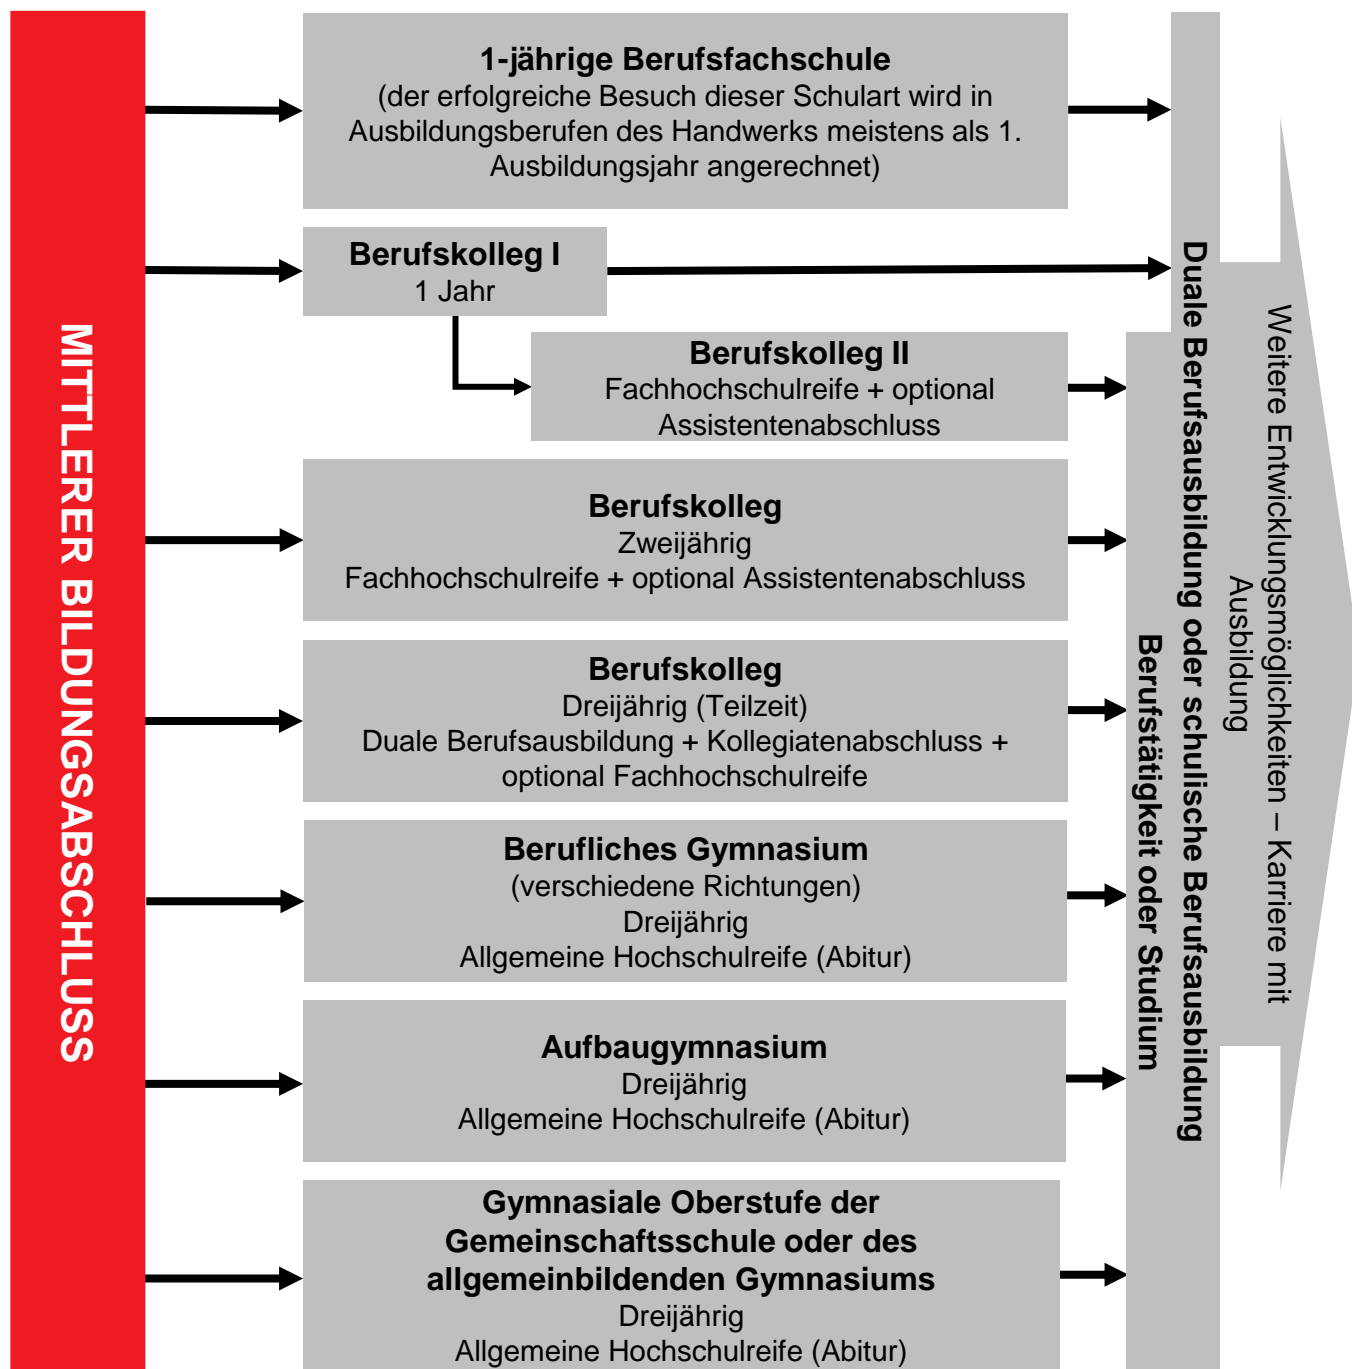 MITTLERER BILDUNGSABSCHLUSS
1-jährige Berufsfachschule
(der erfolgreiche Besuch dieser Schulart wird in
Ausbildungsberufen des Handwerks meistens als 1.
Ausbildungsjahr angerechnet)
Berufskolleg I
1 Jahr
Berufskolleg II
Fachhochschulreife + optional
Assistentenabschluss
Berufskolleg
Zweijährig
Fachhochschulreife + optional Assistentenabschluss
Berufskolleg
Dreijährig (Teilzeit)
Duale Berufsausbildung + Kollegiatenabschluss +
optional Fachhochschulreife
Berufliches Gymnasium
(verschiedene Richtungen)
Dreijährig
Allgemeine Hochschulreife (Abitur)
Aufbaugymnasium
Dreijährig
Allgemeine Hochschulreife (Abitur)
Gymnasiale Oberstufe der
Gemeinschaftsschule oder des
allgemeinbildenden Gymnasiums
Dreijährig
Allgemeine Hochschulreife (Abitur)
Duale Berufsausbildung oder schulische Berufsausbildung
Berufstätigkeit oder Studium
Weitere Entwicklungsmöglichkeiten – Karriere mit
Ausbildung